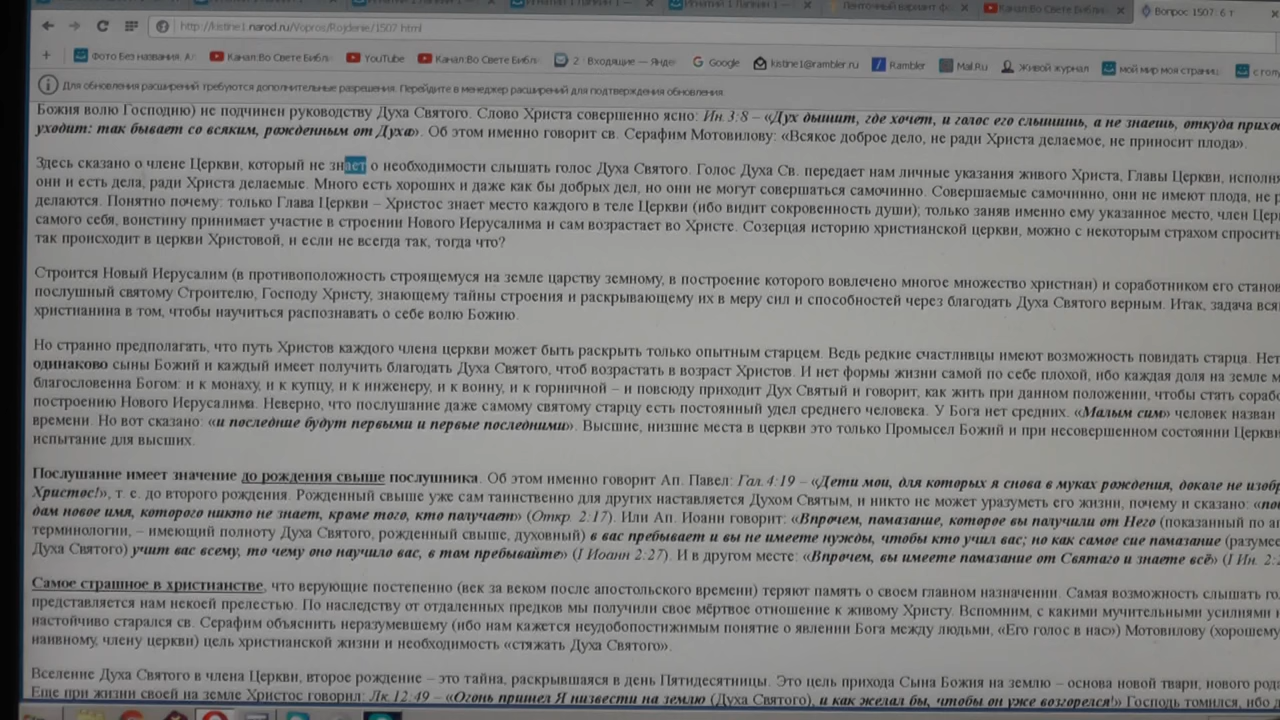 Игнатий Лапкин 1 —
Игнатий Лапкин 1 —
Ленточный вариант фо
Канал:Во Свете Библи
Вопрос 1507: 6 т
http://kistine1.narod.ru/Vopros/Rojdenie/1507.html
Фото Без названия. Ал
Канал:Во Свете Библ
YouTube
Канал:Во Свете Библ
2 · Входящие — Янде
Google
kistine1@rambler.ru
Rambler
Mail.Ru
Живой журнал
мой мир моя страниц
с голу
Для обновления расширений требуются дополнительные разрешения. Перейдите в менеджер расширений для подтверждения обновления.
Божия волю Господню) не подчинен руководству Духа Святого. Слово Христа совершенно ясно: Ин.3:8 – «Дух дышит, где хочет, и голос его слышишь, а не знаешь, откуда прихо
уходит: так бывает со всяким, рожденным от Духа». Об этом именно говорит св. Серафим Мотовилову: «Всякое доброе дело, не ради Христа делаемое, не приносит плода».
Здесь сказано о члене Церкви, который не знает о необходимости слышать голос Духа Святого. Голос Духа Св. передает нам личные указания живого Христа, Главы Церкви, исполня
они и есть дела, ради Христа делаемые. Много есть хороших и даже как бы добрых дел, но они не могут совершаться самочинно. Совершаемые самочинно, они не имеют плода, не р
делаются. Понятно почему: только Глава Церкви – Христос знает место каждого в теле Церкви (ибо видит сокровенность души); только заняв именно ему указанное место, член Цер
самого себя, воистину принимает участие в строении Нового Иерусалима и сам возрастает во Христе. Созерцая историю христианской церкви, можно с некоторым страхом спросить
так происходит в церкви Христовой, и если не всегда так, тогда что?
Строится Новый Иерусалим (в противоположность строящемуся на земле царству земному, в построение которого вовлечено многое множество христиан) и соработником его станов
послушный святому Строителю, Господу Христу, знающему тайны строения и раскрывающему их в меру сил и способностей через благодать Духа Святого верным. Итак, задача вся
христианина в том, чтобы научиться распознавать о себе волю Божию.
Но странно предполагать, что путь Христов каждого члена церкви может быть раскрыть только опытным старцем. Ведь редкие счастливцы имеют возможность повидать старца. Нет
одинаково сыны Божий и каждый имеет получить благодать Духа Святого, чтоб возрастать в возраст Христов. И нет формы жизни самой по себе плохой, ибо каждая доля на земле м
благословенна Богом: и к монаху, и к купцу, и к инженеру, и к воину, и к горничной – и повсюду приходит Дух Святый и говорит, как жить при данном положении, чтобы стать сораб
построению Нового Иерусалима. Неверно, что послушание даже самому святому старцу есть постоянный удел среднего человека. У Бога нет средних. «Малым сим» человек назван
времени. Но вот сказано: «и последние будут первыми и первые последними». Высшие, низшие места в церкви это только Промысел Божий и при несовершенном состоянии Церкви
испытание для высших.
Послушание имеет значение до рождения свыше послушника. Об этом именно говорит Ап. Павел: Гал.4:19 – «Дети мои, для которых я снова в муках рождения, доколе не изобр
Христос!», т. е. до второго рождения. Рожденный свыше уже сам таинственно для других наставляется Духом Святым, и никто не может уразуметь его жизни, почему и сказано: «по
дам новое имя, которого никто не знает, кроме того, кто получает» (Откр. 2:17). Или Ап. Иоанн говорит: «Впрочем, помазание, которое вы получили от Него (показанный по ап
терминологии, – имеющий полноту Духа Святого, рожденный свыше, духовный) в вас пребывает и вы не имеете нужды, чтобы кто учил вас; но как самое сие помазание (разумее
Духа Святого) учит вас всему, то чему оно научило вас, в том пребывайте» (I Иоанн 2:27). И в другом месте: «Впрочем, вы имеете помазание от Святаго и знаете всё» (I Ин. 2:2
Самое страшное в христианстве, что верующие постепенно (век за веком после апостольского времени) теряют память о своем главном назначении. Самая возможность слышать го
представляется нам некоей прелестью. По наследству от отдаленных предков мы получили свое мёртвое отношение к живому Христу. Вспомним, с какими мучительными усилиями и
настойчиво старался св. Серафим объяснить неразумевшему (ибо нам кажется неудобопостижимым понятие о явлении Бога между людьми, «Его голос в нас») Мотовилову (хорошему
наивному, члену церкви) цель христианской жизни и необходимость «стяжать Духа Святого».
Вселение Духа Святого в члена Церкви, второе рождение – это тайна, раскрывшаяся в день Пятидесятницы. Это цель прихода Сына Божия на землю – основа новой твари, нового рода
Еще при жизни своей на земле Христос говорил: Лк.12:49 – «Огонь пришел Я низвести на землю (Духа Святого), и как желал бы, чтобы он уже возгорелся!» Господь томился, ибо д